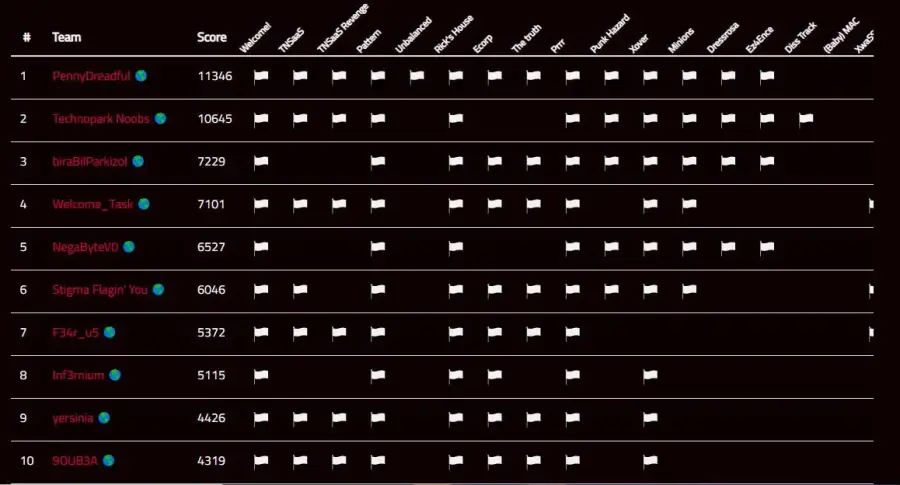 # Team Score Welcome! TNSaaS TNSaaS Revenge Pattern Unbalanced Rick's House Ecorp The truth Prrr Punk Hazard Xover Minions Dressrosa Ez4Ence Diss Track (Baby) MAC
1 PennyDreadful 11346
2 Technopark Noobs 10645
3 biraBilParkizol 7229
4 Welcome_Task 7101
5 NegaByteV0 6527
6 Stigma Flagin' You 6046
7 F34r_u5 5372
8 Inf3rnium 5115
9 yersinia 4426
10 90UB3A 4319